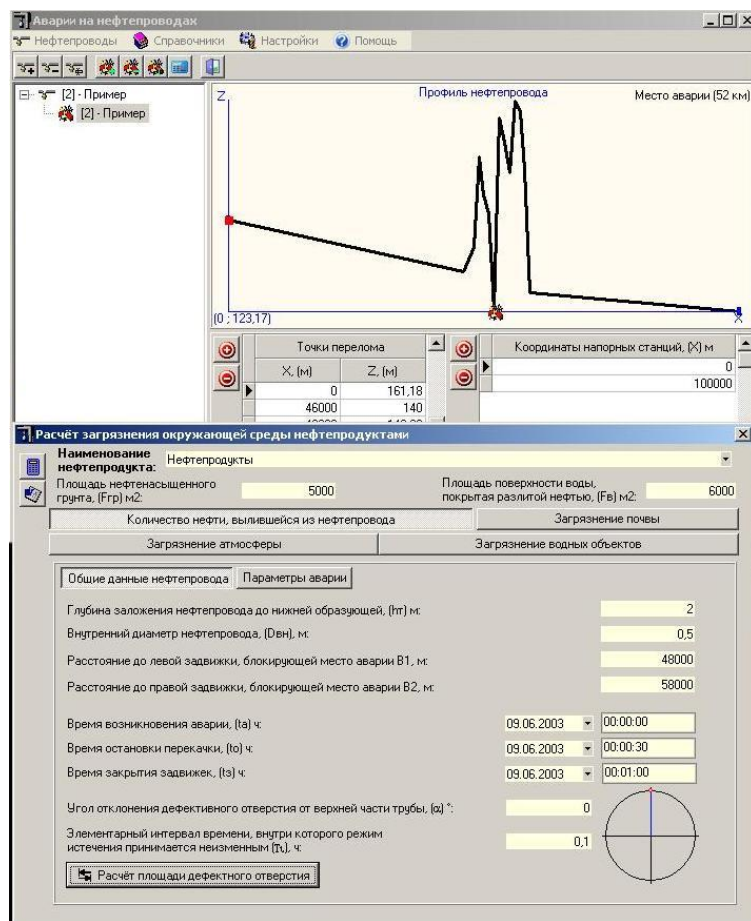 Аварии на нефтепроводах
Нефтепроводы Справочники Настройки Помощь
[2] - Пример
[2] - Пример
Z Профиль нефтепровода Место аварии (52 км)
(0 ; 123,17) X
Точки перелома
X, (м) Z, (м)
0 161,18
46000 140
Координаты напорных станций, (X) м
0
100000
Расчёт загрязнения окружающей среды нефтепродуктами
Наименование
нефтепродукта: Нефтепродукты
Площадь нефтенасыщенного
грунта, (Fгр) м2: 5000
Площадь поверхности воды,
покрытая разлитой нефтью, (Fв) м2: 6000
Количество нефти, вылившейся из нефтепровода Загрязнение почвы
Загрязнение атмосферы Загрязнение водных объектов
Общие данные нефтепровода Параметры аварии
Глубина заложения нефтепровода до нижней образующей, (hт) м: 2
Внутренний диаметр нефтепровода, (Dвн), м: 0,5
Расстояние до левой задвижки, блокирующей место аварии В1, м: 48000
Расстояние до правой задвижки, блокирующей место аварии В2, м: 58000
Время возникновения аварии, (ta) ч: 09.06.2003 00:00:00
Время остановки перекачки, (to) ч: 09.06.2003 00:00:30
Время закрытия задвижек, (tз) ч: 09.06.2003 00:01:00
Угол отклонения дефективного отверстия от верхней части трубы, (α) °: 0
Элементарный интервал времени, внутри которого режим
истечения принимается неизменным (Tt), ч: 0,1
Расчёт площади дефектного отверстия